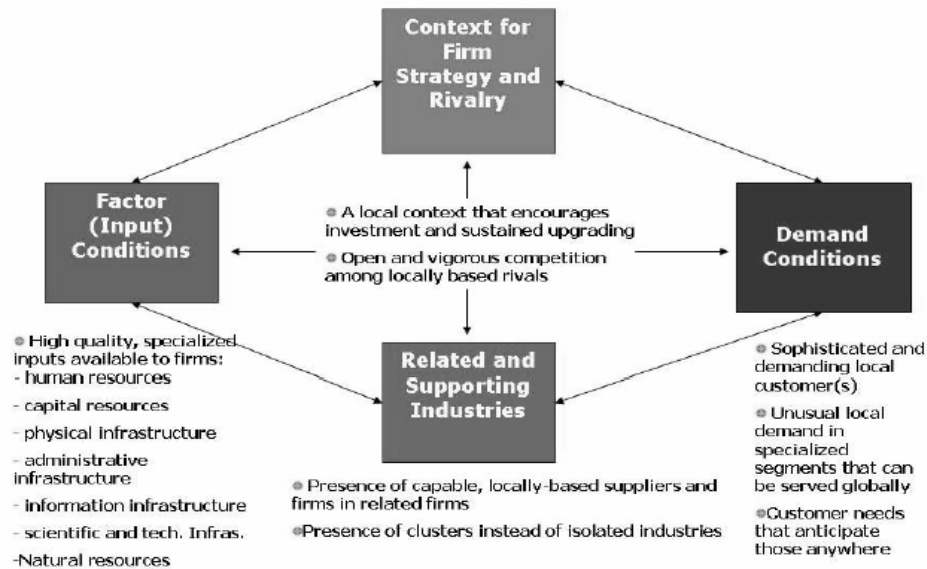 Context for
Firm
Strategy and
Rivalry
Factor
(Input)
Conditions
● A local context that encourages
investment and sustained upgrading
● Open and vigorous competition
among locally based rivals
Demand
Conditions
● High quality, specialized
inputs available to firms:
- human resources
- capital resources
- physical infrastructure
- administrative
infrastructure
- information infrastructure
- scientific and tech. Infras.
-Natural resources
Related and
Supporting
Industries
● Presence of capable, locally-based suppliers and
firms in related firms
●Presence of clusters instead of isolated industries
● Sophisticated and
demanding local
customer(s)
● Unusual local
demand in
specialized
segments that can
be served globally
●Customer needs
that anticipate
those anywhere